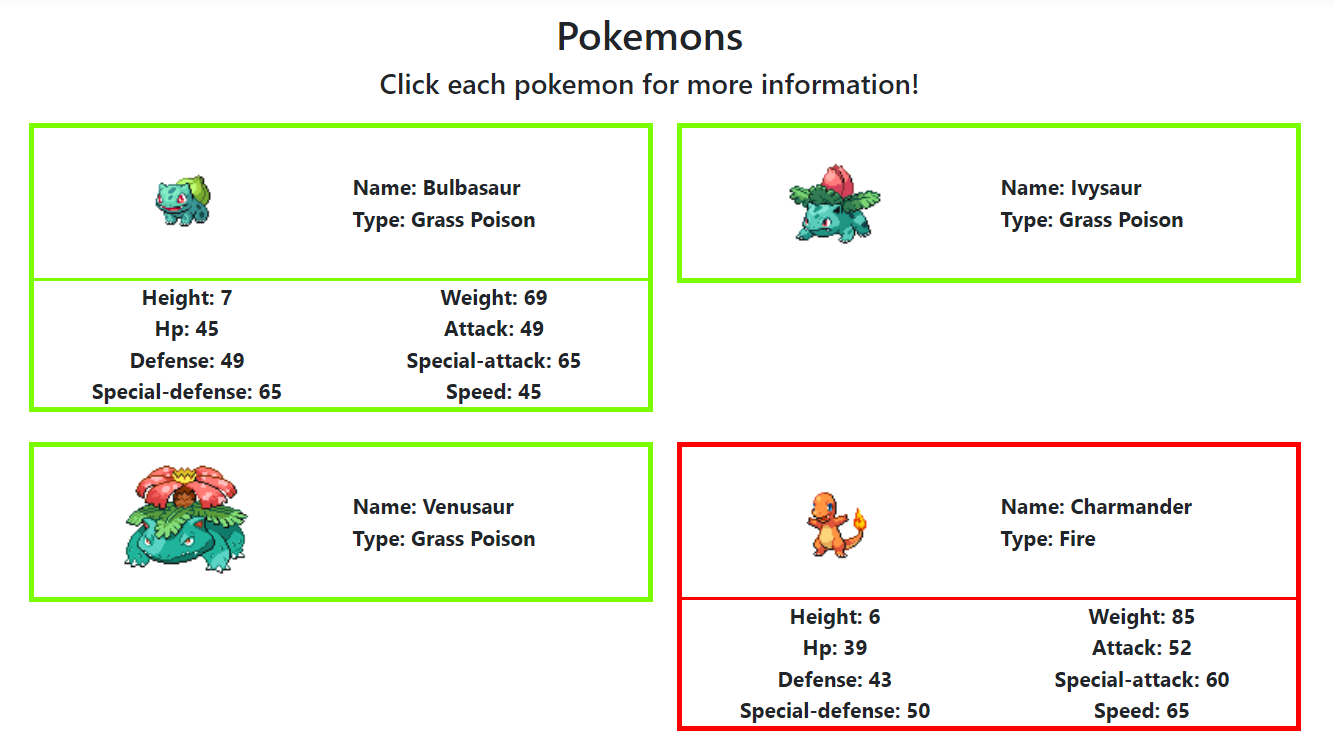 Pokemons
Click each pokemon for more information!
Name: Bulbasaur
Type: Grass Poison
Height: 7 Weight: 69
Hp: 45 Attack: 49
Defense: 49 Special-attack: 65
Special-defense: 65 Speed: 45
Name: Ivysaur
Type: Grass Poison
Name: Venusaur
Type: Grass Poison
Name: Charmander
Type: Fire
Height: 6 Weight: 85
Hp: 39 Attack: 52
Defense: 43 Special-attack: 60
Special-defense: 50 Speed: 65